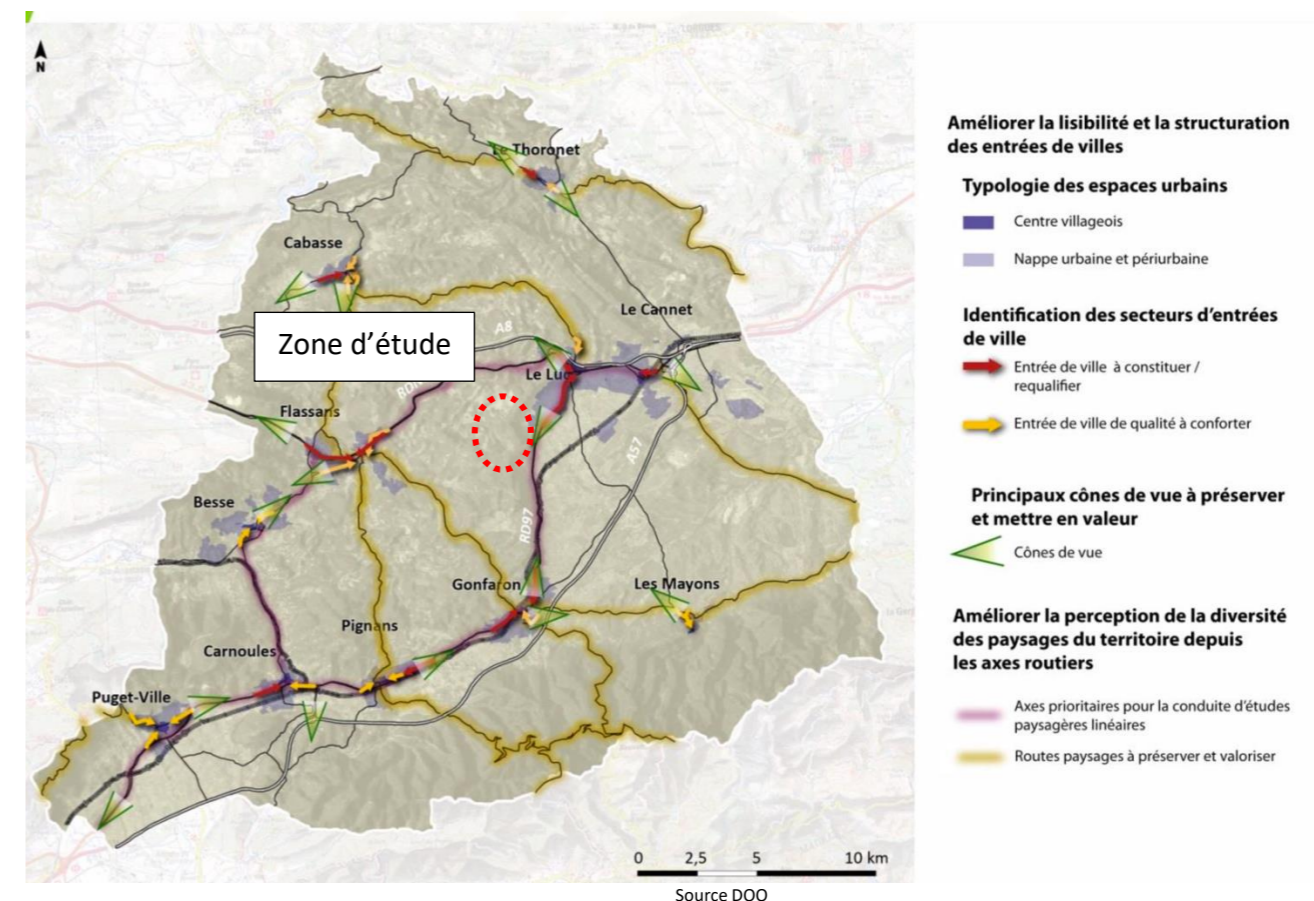 N
Le Thoronet
Cabasse
Le Cannet
Zone d'étude
A8
Le Luc
Flassans
A57
Besse
RD97
Gonfaron
Les Mayons
Pignans
Carnoules
Puget-Ville
0 2,5 5 10 km
Source DOO
Améliorer la lisibilité et la structuration
des entrées de villes
Typologie des espaces urbains
Centre villageois
Nappe urbaine et périurbaine
Identification des secteurs d'entrées
de ville
Entrée de ville à constituer /
requalifier
Entrée de ville de qualité à conforter
Principaux cônes de vue à préserver
et mettre en valeur
Cônes de vue
Améliorer la perception de la diversité
des paysages du territoire depuis
les axes routiers
Axes prioritaires pour la conduite d'études
paysagères linéaires
Routes paysages à préserver et valoriser